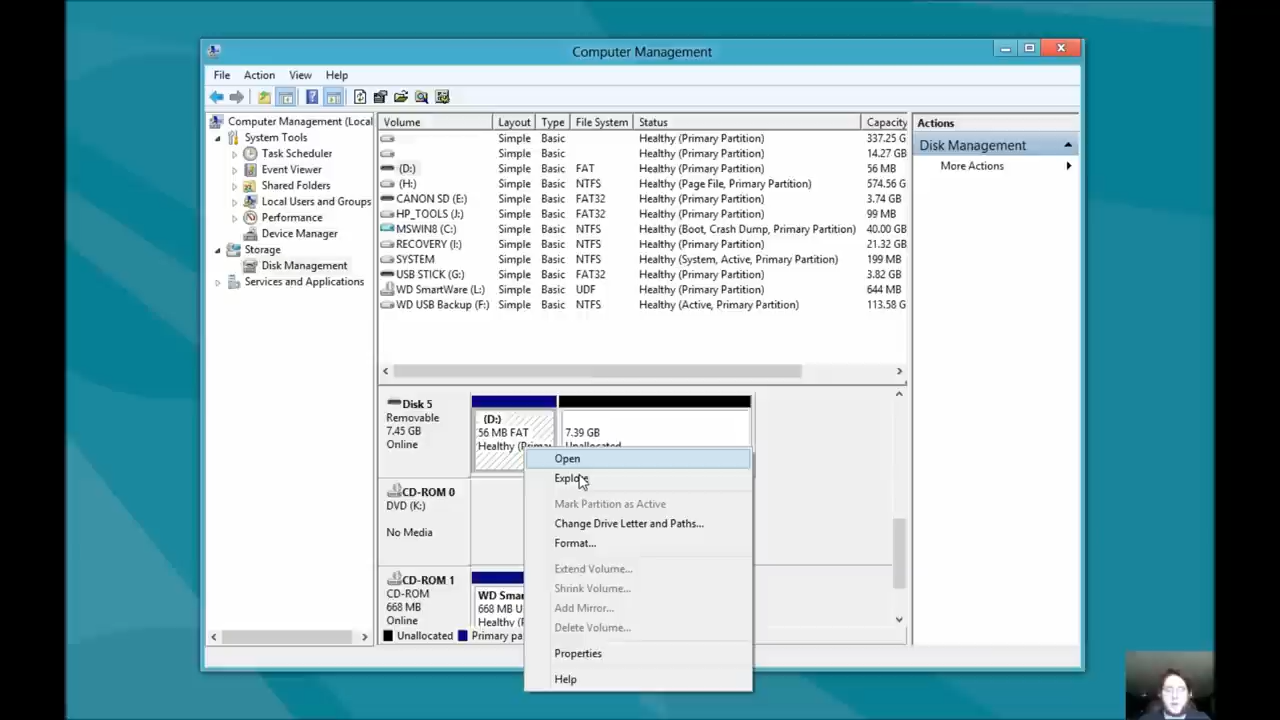 Computer Management
File Action View Help
Computer Management (Local
System Tools
Task Scheduler
Event Viewer
Shared Folders
Local Users and Groups
Performance
Device Manager
Storage
Disk Management
Services and Applications
Volume Layout Type File System Status Capacity
Simple Basic Healthy (Primary Partition) 337.25 G
Simple Basic Healthy (Primary Partition) 14.27 GB
(D:) Simple Basic FAT Healthy (Primary Partition) 56 MB
(H:) Simple Basic NTFS Healthy (Page File, Primary Partition) 574.56 G
CANON SD (E:) Simple Basic FAT32 Healthy (Primary Partition) 3.74 GB
HP_TOOLS (J:) Simple Basic FAT32 Healthy (Primary Partition) 99 MB
MSWIN8 (C:) Simple Basic NTFS Healthy (Boot, Crash Dump, Primary Partition) 40.00 GB
RECOVERY (I:) Simple Basic NTFS Healthy (Primary Partition) 21.32 GB
SYSTEM Simple Basic NTFS Healthy (System, Active, Primary Partition) 199 MB
USB STICK (G:) Simple Basic FAT32 Healthy (Primary Partition) 3.82 GB
WD SmartWare (L:) Simple Basic UDF Healthy (Primary Partition) 644 MB
WD USB Backup (F:) Simple Basic NTFS Healthy (Active, Primary Partition) 113.58 G
Disk 5
Removable
7.45 GB
Online
(D:)
56 MB FAT
Healthy (Prima
7.39 GB
Unallocated
CD-ROM 0
DVD (K:)
No Media
CD-ROM 1
CD-ROM
668 MB
Online
WD Sma
668 MB U
Healthy (
Unallocated Primary pa
Open
Explore
Mark Partition as Active
Change Drive Letter and Paths...
Format...
Extend Volume...
Shrink Volume...
Add Mirror...
Delete Volume...
Properties
Help
Actions
Disk Management
More Actions